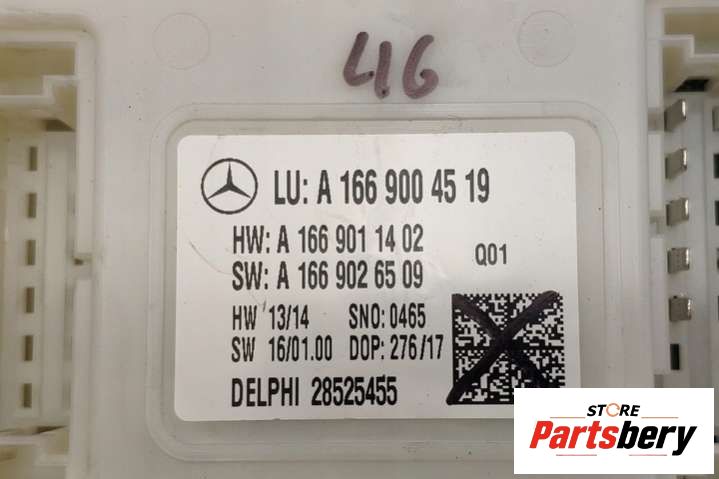 46
LU: A 166 900 45 19
HW: A 166 901 14 02
SW: A 166 902 65 09
Q01
HW 13/14 SNO: 0465
SW 16/01.00 DOP: 276/17
DELPHI 28525455
STORE
Partsbery